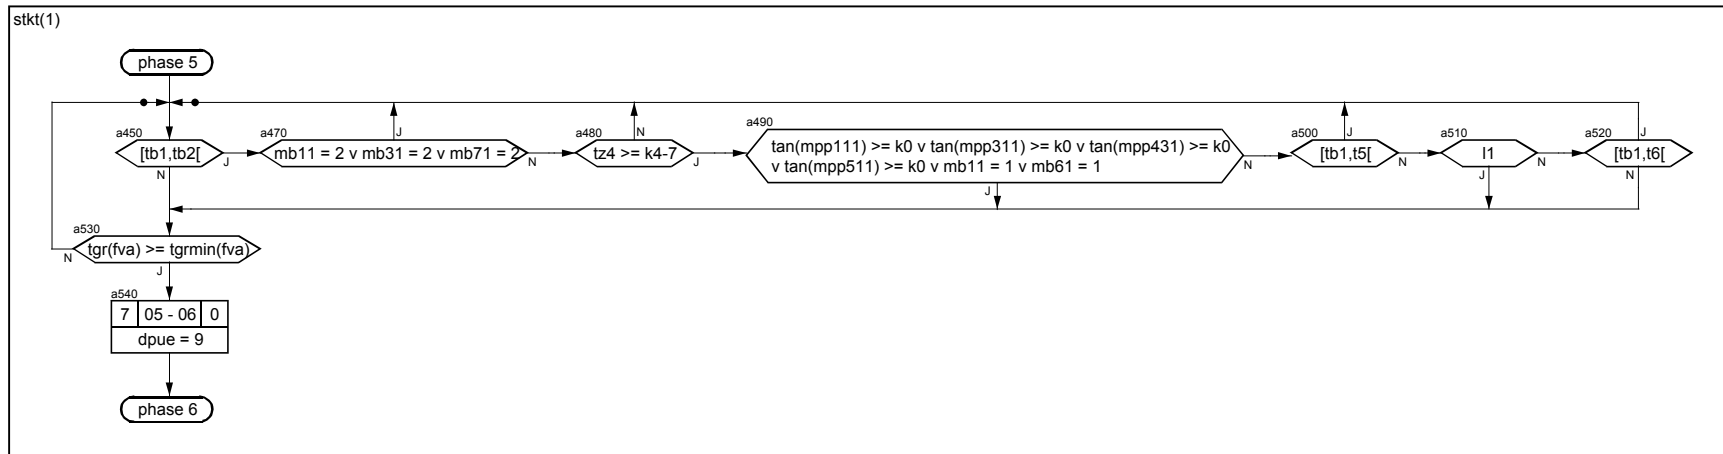 stkt(1)
phase 5
a450
[tb1,tb2[
J
N
a470
mb11 = 2 v mb31 = 2 v mb71 = 2
J
N
a480
tz4 >= k4-7
N
J
a490
tan(mpp111) >= k0 v tan(mpp311) >= k0 v tan(mpp431) >= k0
v tan(mpp511) >= k0 v mb11 = 1 v mb61 = 1
J
N
a500
[tb1,t5[
J
N
a510
l1
J
N
a520
[tb1,t6[
J
N
a530
tgr(fva) >= tgrmin(fva)
N
J
a540
7 05 - 06 0
dpue = 9
phase 6